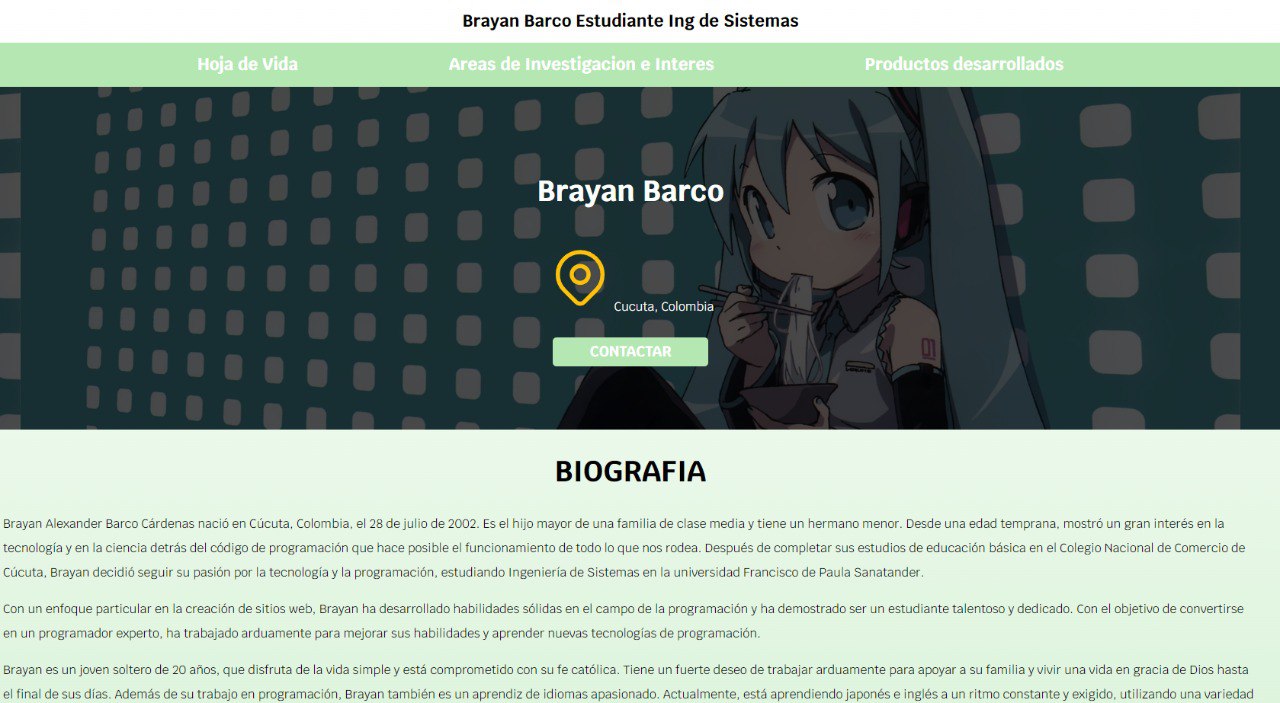 Brayan Barco Estudiante Ing de Sistemas
Hoja de Vida
Areas de Investigacion e Interes
Productos desarrollados
Brayan Barco
Cucuta, Colombia
CONTACTAR
01
BIOGRAFIA
Brayan Alexander Barco Cárdenas nació en Cúcuta, Colombia, el 28 de julio de 2002. Es el hijo mayor de una familia de clase media y tiene un hermano menor. Desde una edad temprana, mostró un gran interés en la
tecnología y en la ciencia detrás del código de programación que hace posible el funcionamiento de todo lo que nos rodea. Después de completar sus estudios de educación básica en el Colegio Nacional de Comercio de
Cúcuta, Brayan decidió seguir su pasión por la tecnología y la programación, estudiando Ingeniería de Sistemas en la universidad Francisco de Paula Sanatander.
Con un enfoque particular en la creación de sitios web, Brayan ha desarrollado habilidades sólidas en el campo de la programación y ha demostrado ser un estudiante talentoso y dedicado. Con el objetivo de convertirse
en un programador experto, ha trabajado arduamente para mejorar sus habilidades y aprender nuevas tecnologías de programación.
Brayan es un joven soltero de 20 años, que disfruta de la vida simple y está comprometido con su fe católica. Tiene un fuerte deseo de trabajar arduamente para apoyar a su familia y vivir una vida en gracia de Dios hasta
el final de sus días. Además de su trabajo en programación, Brayan también es un aprendiz de idiomas apasionado. Actualmente, está aprendiendo japonés e inglés a un ritmo constante y exigido, utilizando una variedad